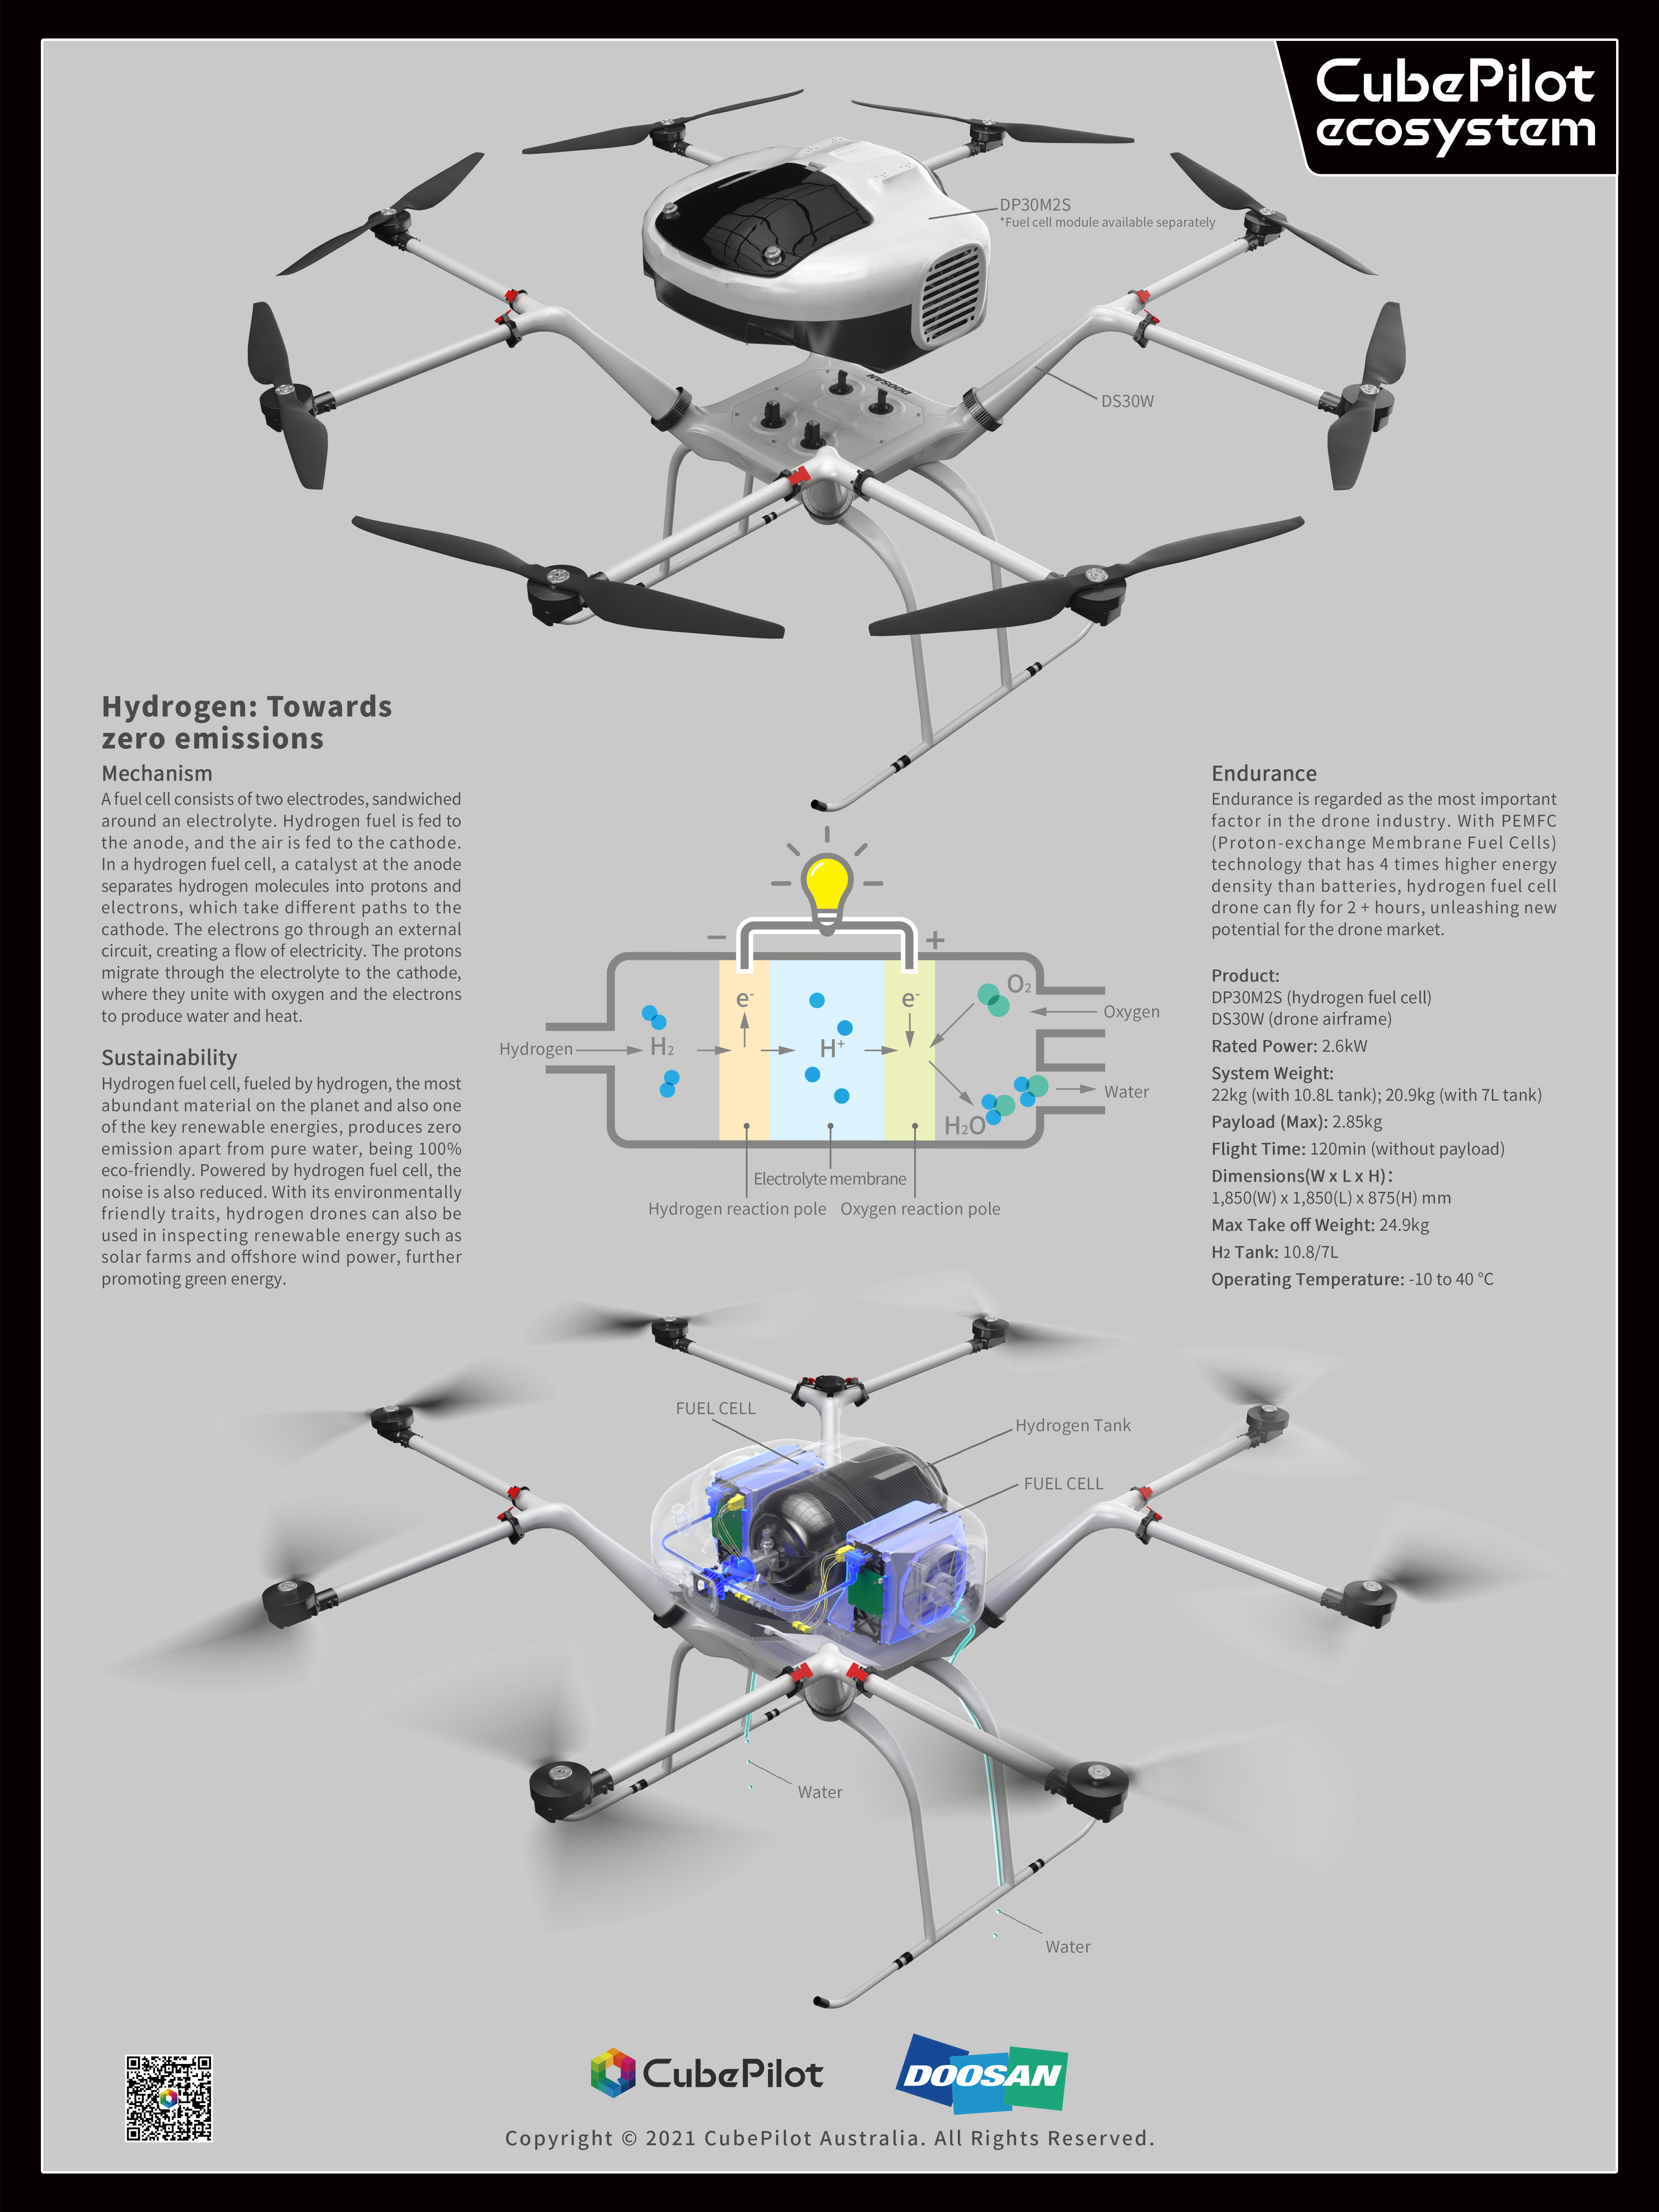 CubePilot
ecosystem
DP30M2S
*Fuel cell module available separately
DS30W
DOOSAN
Hydrogen: Towards
zero emissions
Mechanism
A fuel cell consists of two electrodes, sandwiched
around an electrolyte. Hydrogen fuel is fed to
the anode, and the air is fed to the cathode.
In a hydrogen fuel cell, a catalyst at the anode
separates hydrogen molecules into protons and
electrons, which take different paths to the
cathode. The electrons go through an external
circuit, creating a flow of electricity. The protons
migrate through the electrolyte to the cathode,
where they unite with oxygen and the electrons
to produce water and heat.
Sustainability
Hydrogen fuel cell, fueled by hydrogen, the most
abundant material on the planet and also one
of the key renewable energies, produces zero
emission apart from pure water, being 100%
eco-friendly. Powered by hydrogen fuel cell, the
noise is also reduced. With its environmentally
friendly traits, hydrogen drones can also be
used in inspecting renewable energy such as
solar farms and offshore wind power, further
promoting green energy.
− +
e⁻
e⁻
O₂
Oxygen
Hydrogen
H₂
H⁺
Water
H₂O
Electrolyte membrane
Hydrogen reaction pole
Oxygen reaction pole
Endurance
Endurance is regarded as the most important
factor in the drone industry. With PEMFC
(Proton-exchange Membrane Fuel Cells)
technology that has 4 times higher energy
density than batteries, hydrogen fuel cell
drone can fly for 2 + hours, unleashing new
potential for the drone market.
Product:
DP30M2S (hydrogen fuel cell)
DS30W (drone airframe)
Rated Power: 2.6kW
System Weight:
22kg (with 10.8L tank); 20.9kg (with 7L tank)
Payload (Max): 2.85kg
Flight Time: 120min (without payload)
Dimensions(W x L x H):
1,850(W) x 1,850(L) x 875(H) mm
Max Take off Weight: 24.9kg
H₂ Tank: 10.8/7L
Operating Temperature: -10 to 40 °C
FUEL CELL
Hydrogen Tank
FUEL CELL
Water
Water
CubePilot
DOOSAN
Copyright © 2021 CubePilot Australia. All Rights Reserved.